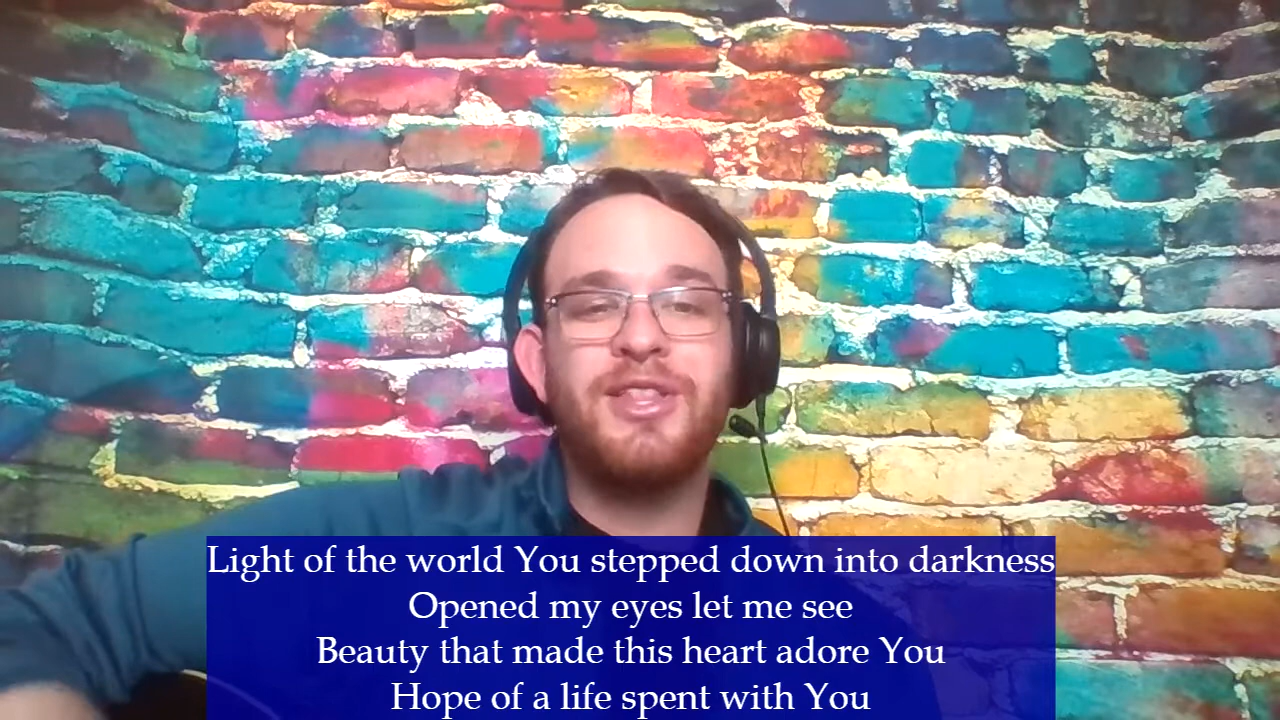 Light of the world You stepped down into darkness
Opened my eyes let me see
Beauty that made this heart adore You
Hope of a life spent with You